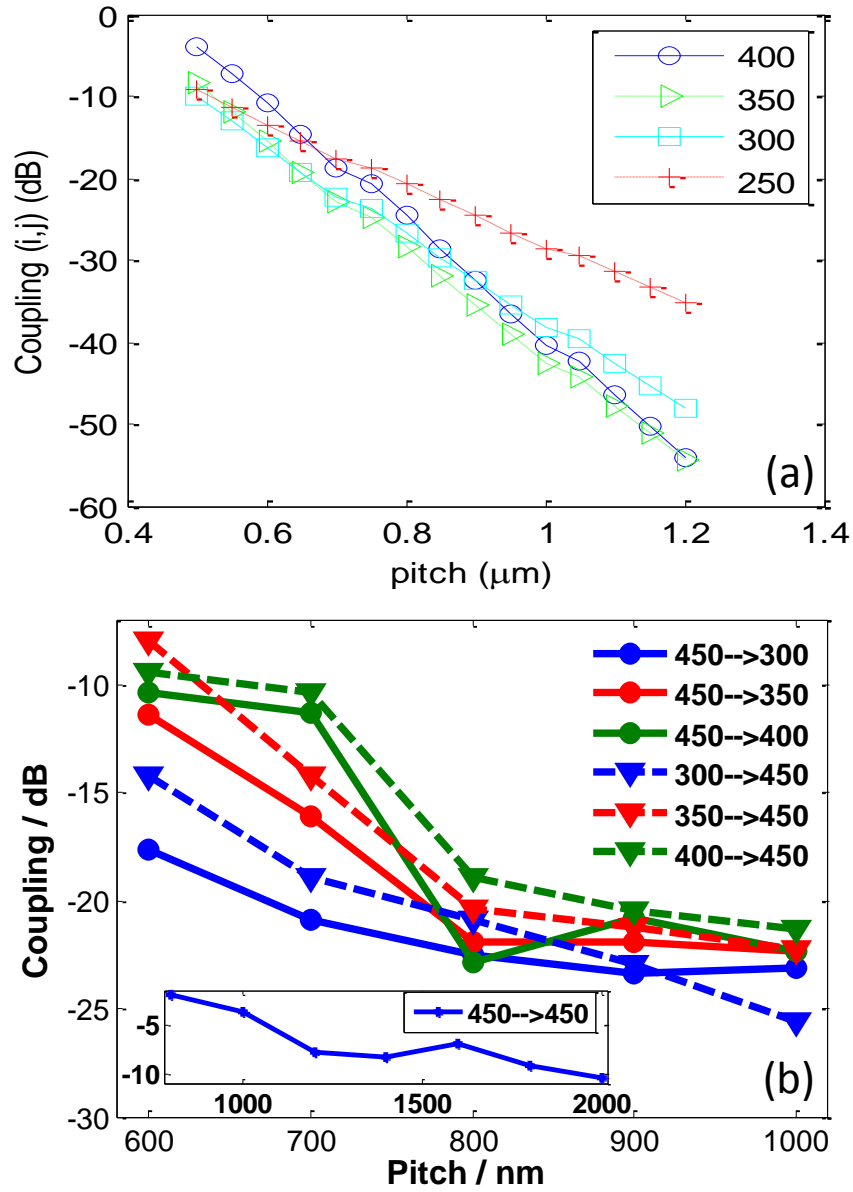 0
-10
-20
-30
-40
-50
-60
Coupling (i,j) (dB)
400
350
300
250
(a)
0.4 0.6 0.8 1 1.2 1.4
pitch (μm)
-10
-15
-20
-25
-30
Coupling / dB
450-->300
450-->350
450-->400
300-->450
350-->450
400-->450
450-->450
-5
-10
1000 1500 2000
(b)
600 700 800 900 1000
Pitch / nm